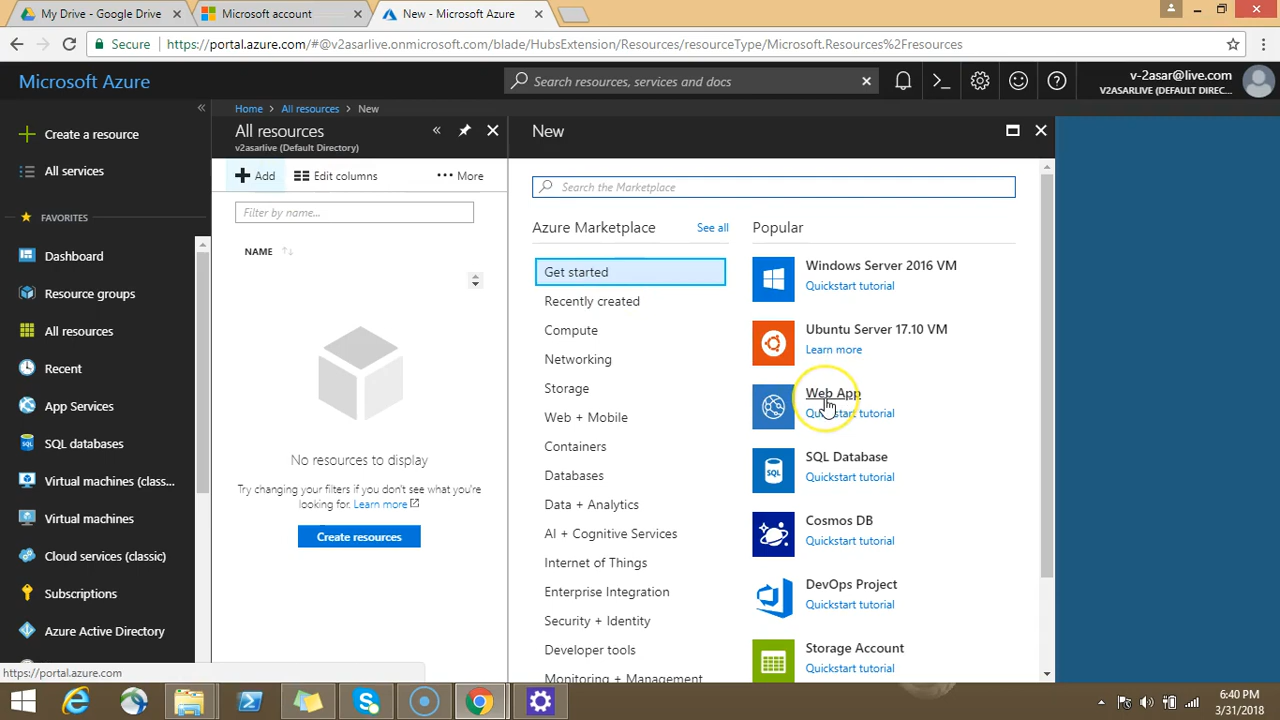 My Drive - Google Drive
Microsoft account
New - Microsoft Azure
Secure
https://portal.azure.com/#@v2asarlive.onmicrosoft.com/blade/HubsExtension/Resources/resourceType/Microsoft.Resources%2Fresources
Microsoft Azure
Search resources, services and docs
v-2asar@live.com
V2ASARLIVE (DEFAULT DIREC...
Create a resource
All services
FAVORITES
Dashboard
Resource groups
All resources
Recent
App Services
SQL databases
Virtual machines (class...
Virtual machines
Cloud services (classic)
Subscriptions
Azure Active Directory
https://portal.azure.com
Home > All resources > New
All resources
v2asarlive (Default Directory)
Add
Edit columns
More
Filter by name...
NAME
No resources to display
Try changing your filters if you don't see what you're
looking for. Learn more
Create resources
New
Search the Marketplace
Azure Marketplace
See all
Get started
Recently created
Compute
Networking
Storage
Web + Mobile
Containers
Databases
Data + Analytics
AI + Cognitive Services
Internet of Things
Enterprise Integration
Security + Identity
Developer tools
Monitoring + Management
Popular
Windows Server 2016 VM
Quickstart tutorial
Ubuntu Server 17.10 VM
Learn more
Web App
Quickstart tutorial
SQL
SQL Database
Quickstart tutorial
Cosmos DB
Quickstart tutorial
DevOps Project
Quickstart tutorial
Storage Account
Quickstart tutorial
6:40 PM
3/31/2018